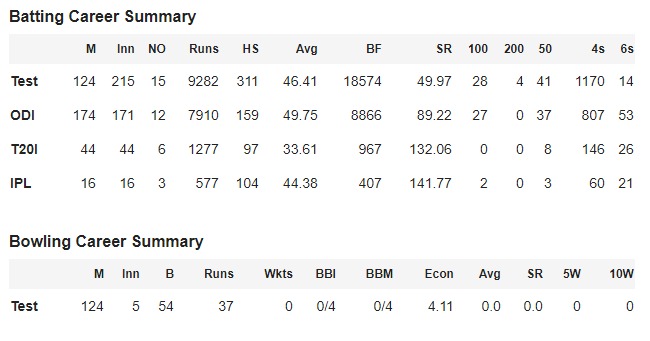 Batting Career Summary
M Inn NO Runs HS Avg BF SR 100 200 50 4s 6s
Test 124 215 15 9282 311 46.41 18574 49.97 28 4 41 1170 14
ODI 174 171 12 7910 159 49.75 8866 89.22 27 0 37 807 53
T20I 44 44 6 1277 97 33.61 967 132.06 0 0 8 146 26
IPL 16 16 3 577 104 44.38 407 141.77 2 0 3 60 21
Bowling Career Summary
M Inn B Runs Wkts BBI BBM Econ Avg SR 5W 10W
Test 124 5 54 37 0 0/4 0/4 4.11 0.0 0.0 0 0